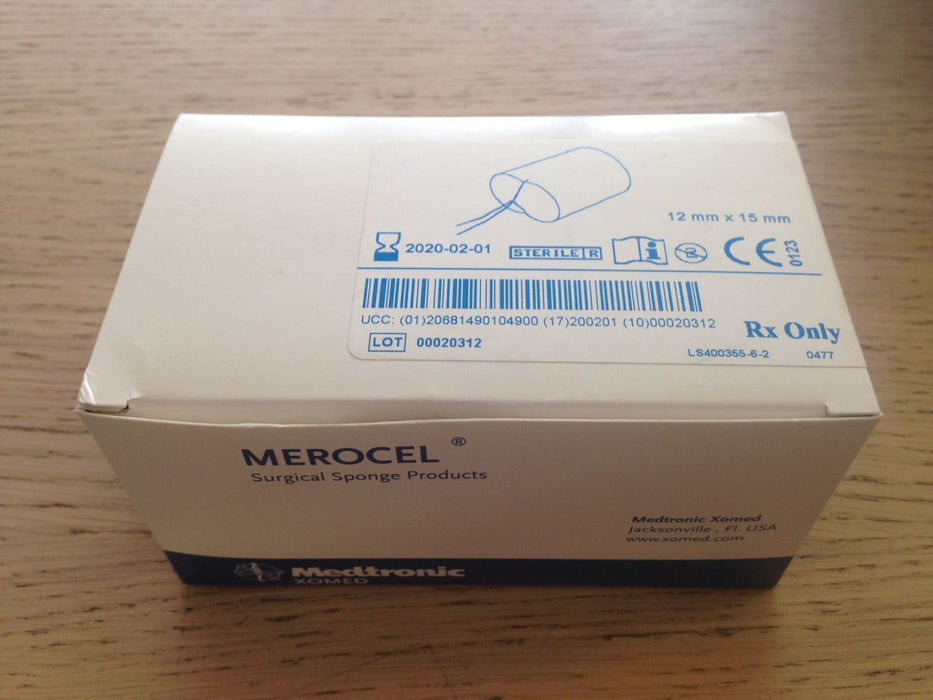 12 mm x 15 mm
2020-02-01
STERILE R
i
2
CE 0123
UCC: (01)20681490104900 (17)200201 (10)00020312
Rx Only
LOT 00020312
LS400355-6-2 0477
MEROCEL ®
Surgical Sponge Products
Medtronic Xomed
Jacksonville , Fl. USA
www.xomed.com
Medtronic
XOMED